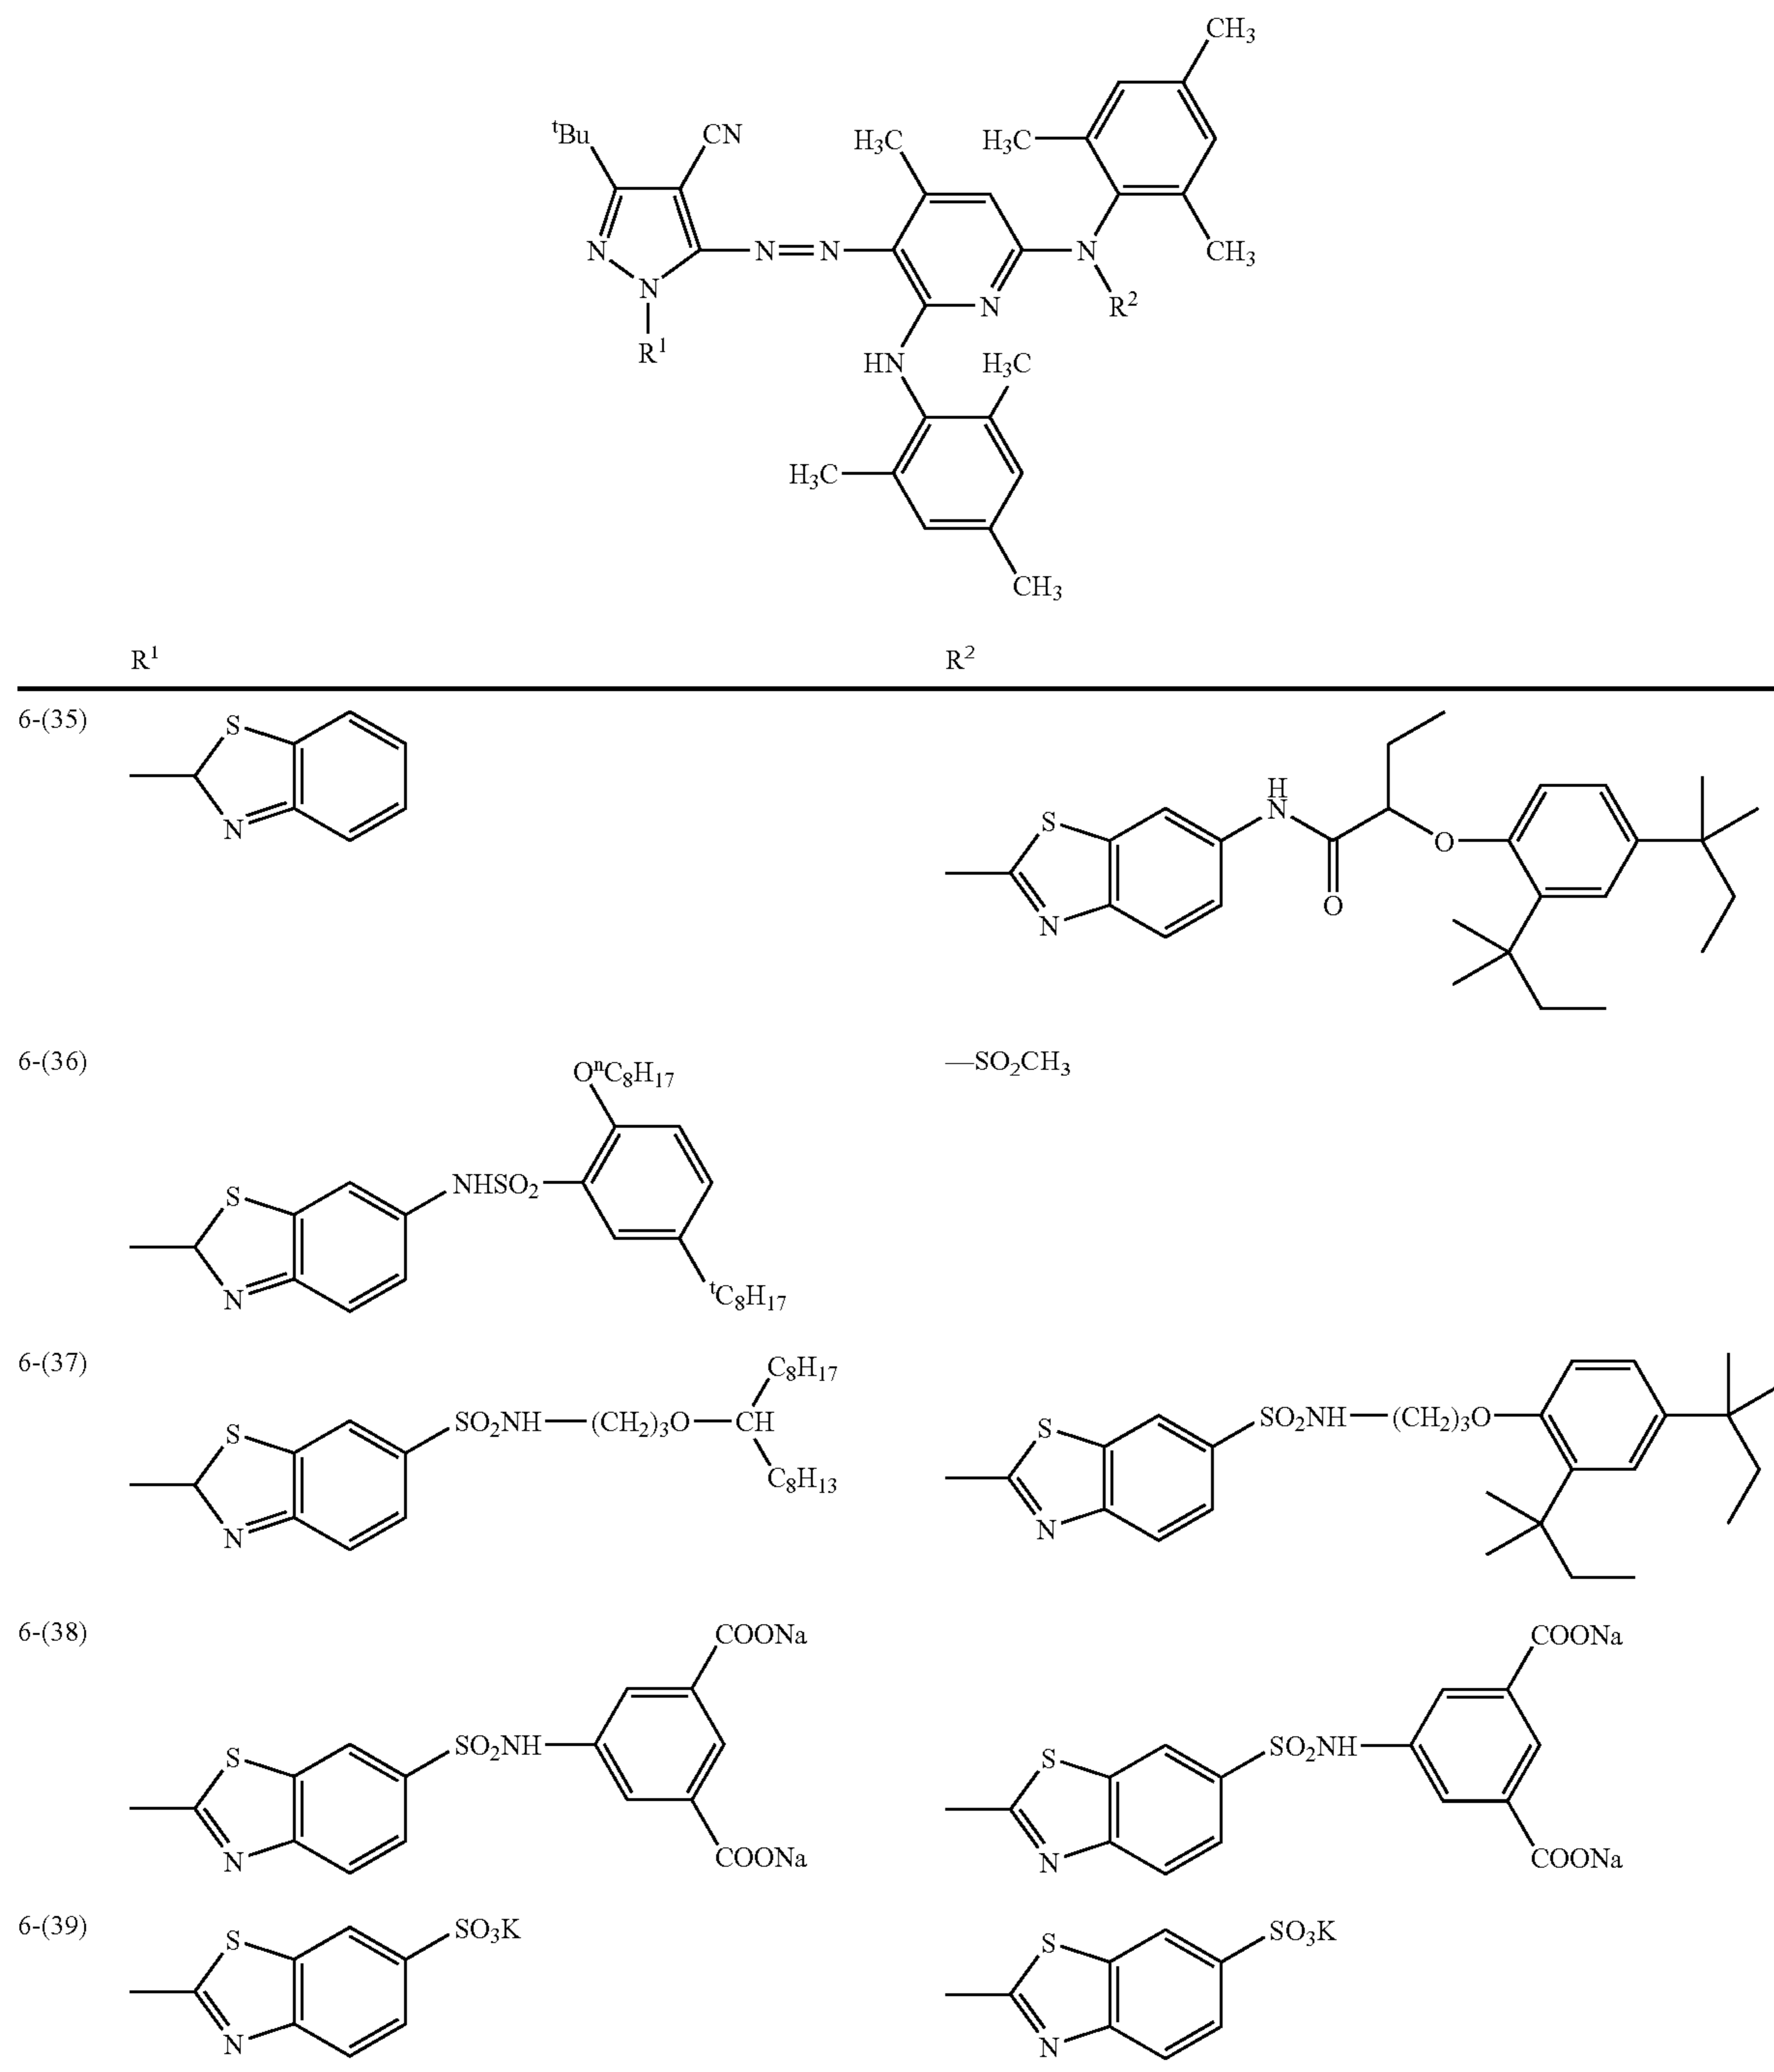 CH₃
ᵗBu CN H₃C H₃C
N N=N N CH₃
N N R²
R¹ HN H₃C
H₃C
CH₃
R¹ R²
6-(35) S
N
H
N
S O
N O
6-(36) OⁿC₈H₁₇ —SO₂CH₃
S NHSO₂
N ᵗC₈H₁₇
6-(37) C₈H₁₇
S SO₂NH—(CH₂)₃O—CH S SO₂NH—(CH₂)₃O
N C₈H₁₃ N
6-(38) COONa COONa
S SO₂NH S SO₂NH
N COONa N COONa
6-(39) S SO₃K S SO₃K
N N